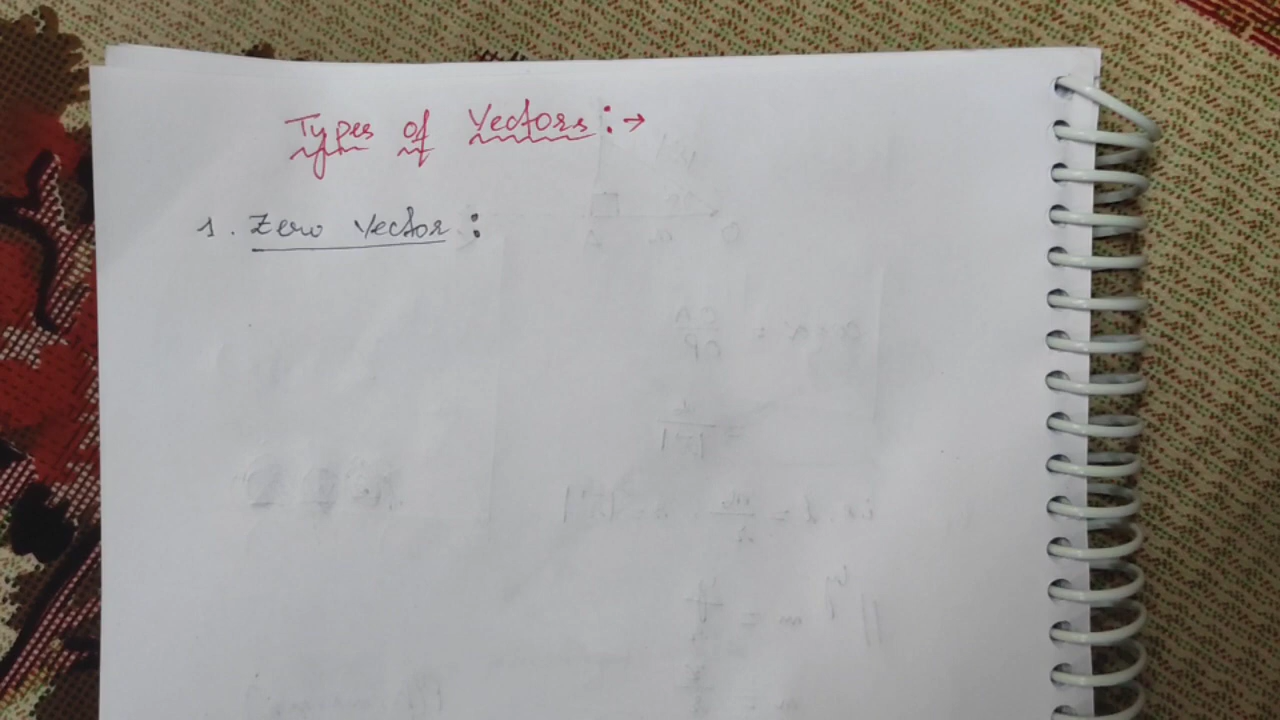 Types of Vectors :→
1. Zero Vector :